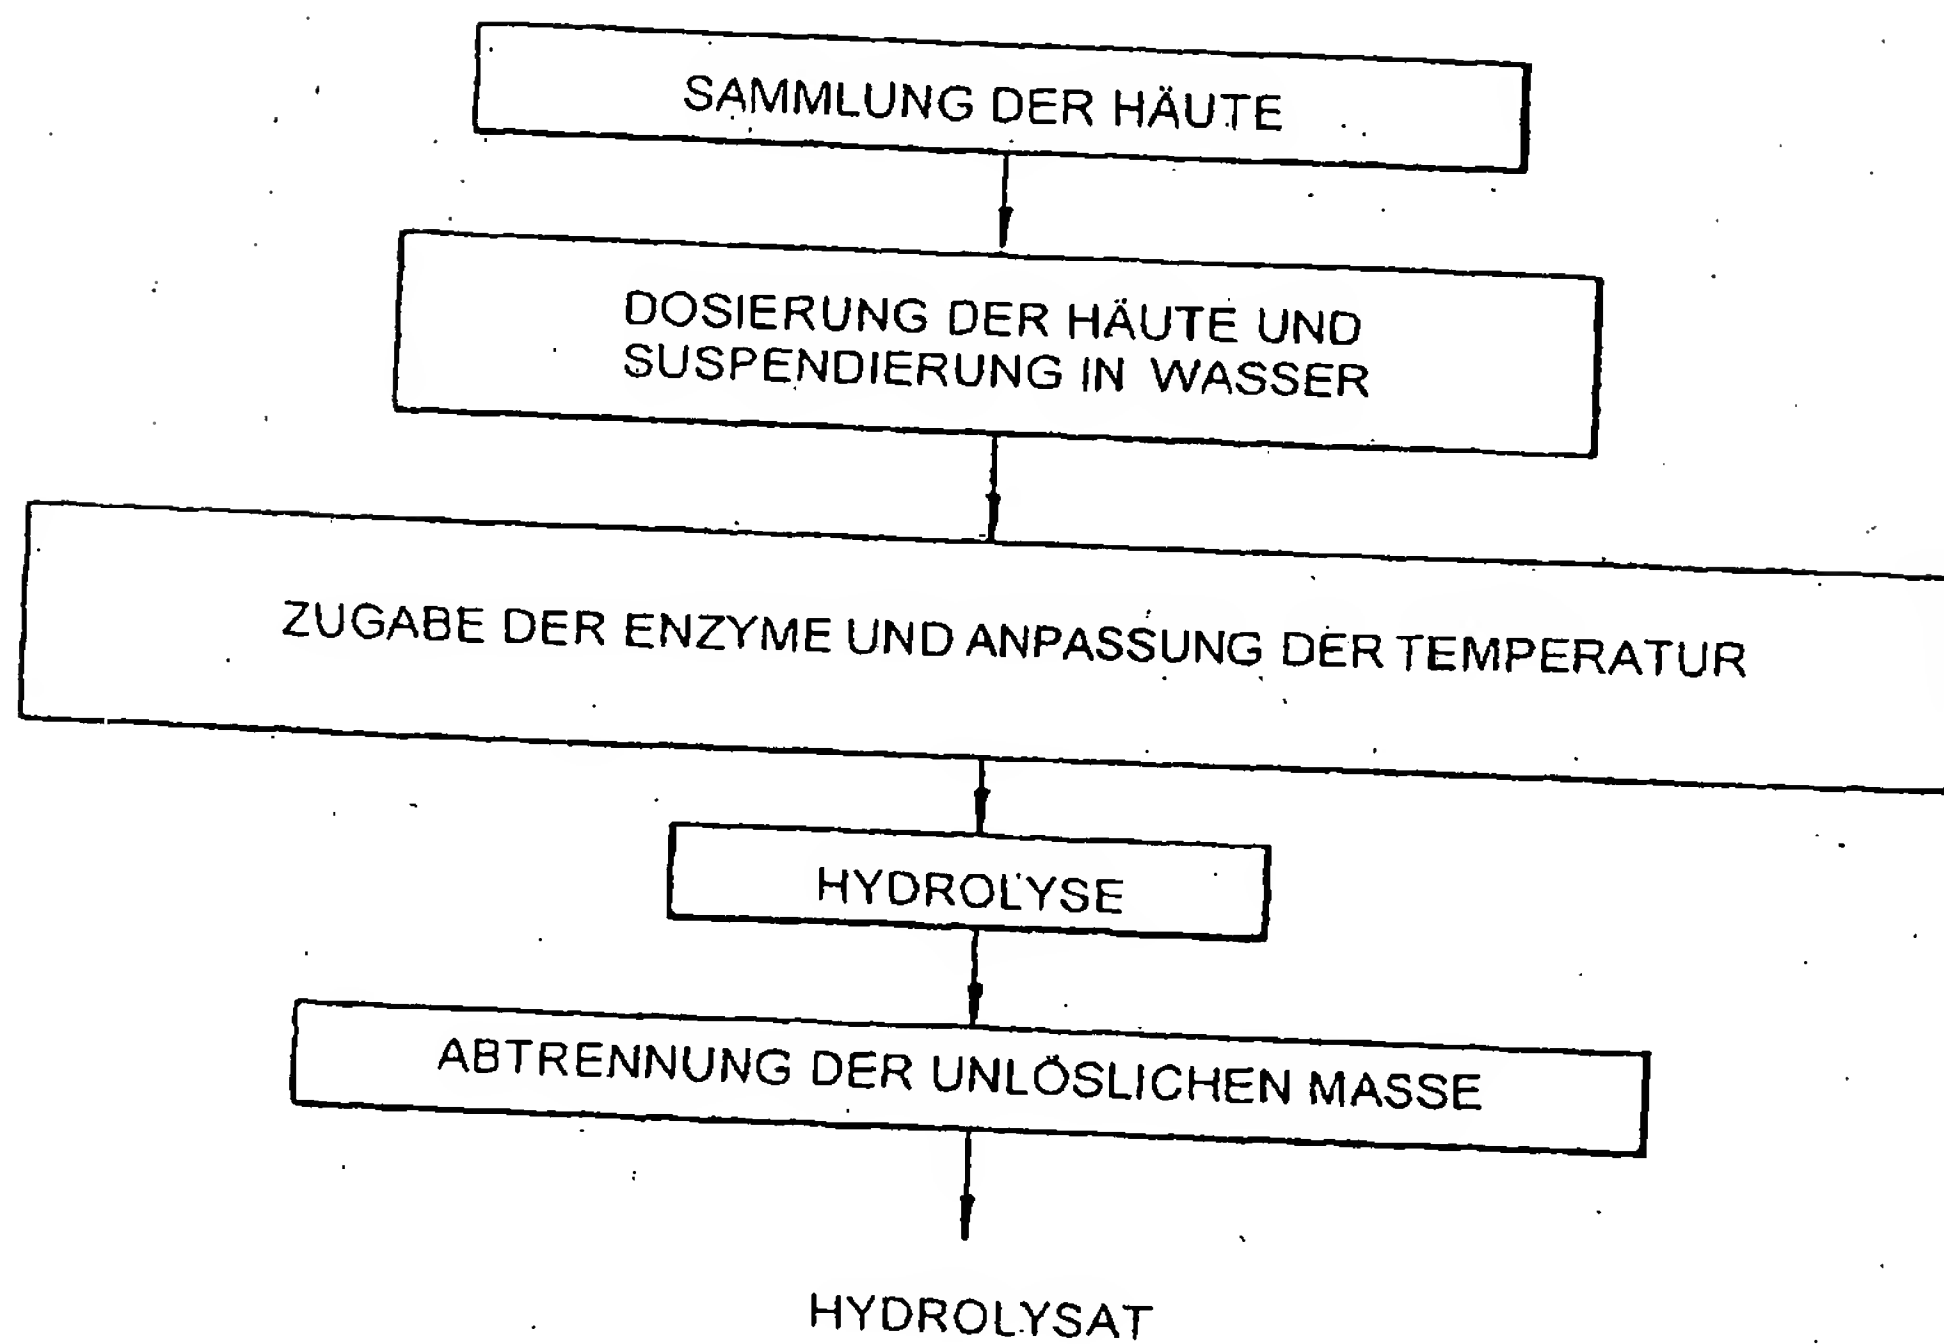 SAMMLUNG DER HÄUTE
DOSIERUNG DER HÄUTE UND
SUSPENDIERUNG IN WASSER
ZUGABE DER ENZYME UND ANPASSUNG DER TEMPERATUR
HYDROLYSE
ABTRENNUNG DER UNLÖSLICHEN MASSE
HYDROLYSAT